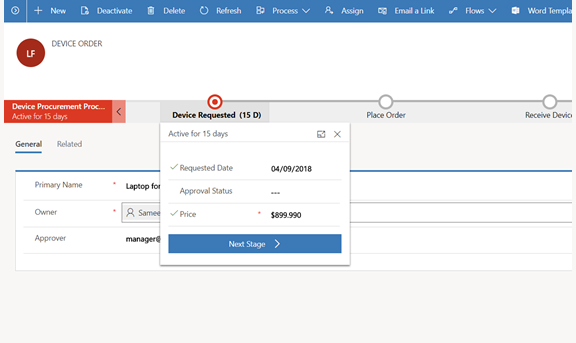 New Deactivate Delete Refresh Process Assign Email a Link Flows Word Templa
LF DEVICE ORDER
Device Procurement Proc...
Active for 15 days
Device Requested (15 D) Place Order Receive Device
Active for 15 days
General Related
Requested Date 04/09/2018
Approval Status ---
Price * $899.990
Next Stage
Primary Name * Laptop for
Owner * Samee
Approver manager@